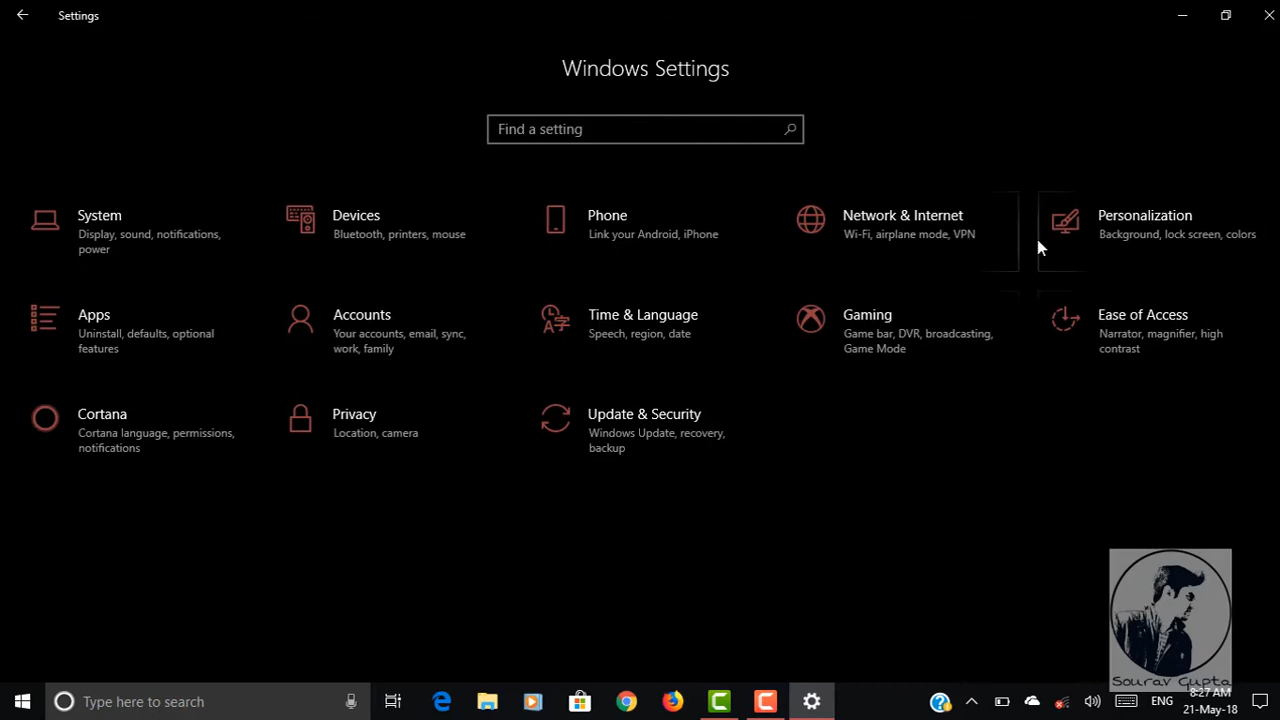 Settings
Windows Settings
Find a setting
System
Display, sound, notifications,
power
Devices
Bluetooth, printers, mouse
Phone
Link your Android, iPhone
Network & Internet
Wi-Fi, airplane mode, VPN
Personalization
Background, lock screen, colors
Apps
Uninstall, defaults, optional
features
Accounts
Your accounts, email, sync,
work, family
Time & Language
Speech, region, date
Gaming
Game bar, DVR, broadcasting,
Game Mode
Ease of Access
Narrator, magnifier, high
contrast
Cortana
Cortana language, permissions,
notifications
Privacy
Location, camera
Update & Security
Windows Update, recovery,
backup
Sourav Gupta
Type here to search
ENG
8:27 AM
21-May-18